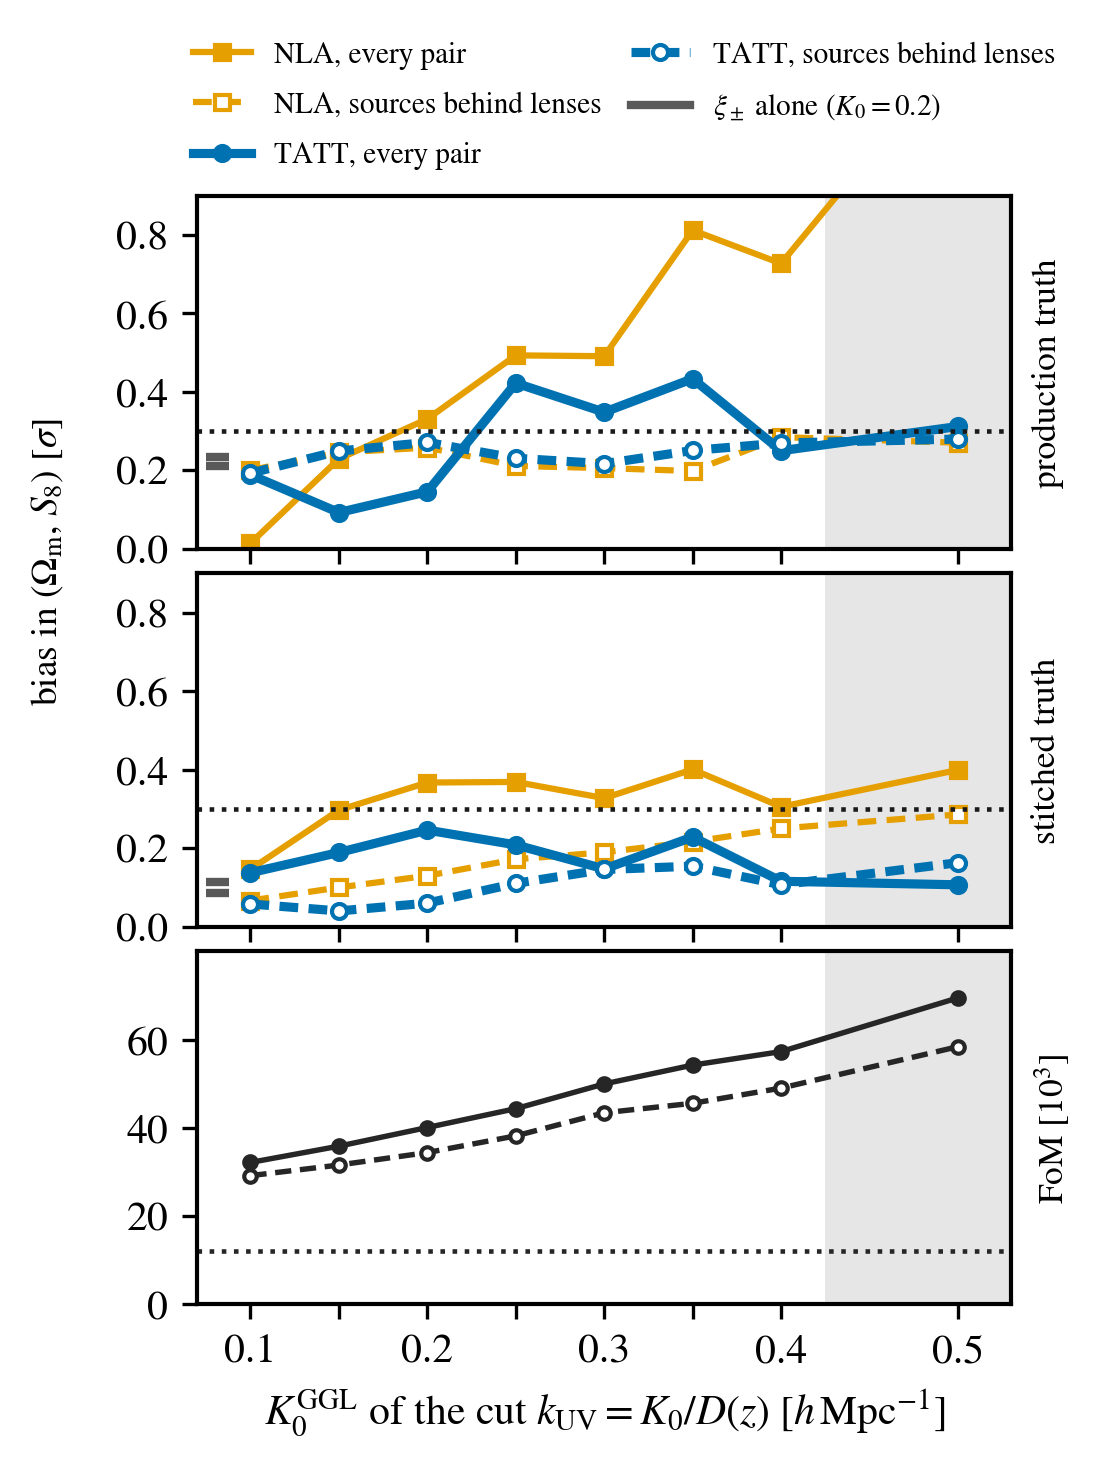 NLA, every pair
NLA, sources behind lenses
TATT, every pair
TATT, sources behind lenses
ξ± alone (K₀ = 0.2)
0.8
0.6
0.4
0.2
0.0
production truth
bias in (Ωₘ, S₈) [σ]
0.8
0.6
0.4
0.2
0.0
stitched truth
60
40
20
0
FoM [10³]
0.1 0.2 0.3 0.4 0.5
K₀^GGL of the cut k_UV = K₀/D(z) [h Mpc⁻¹]